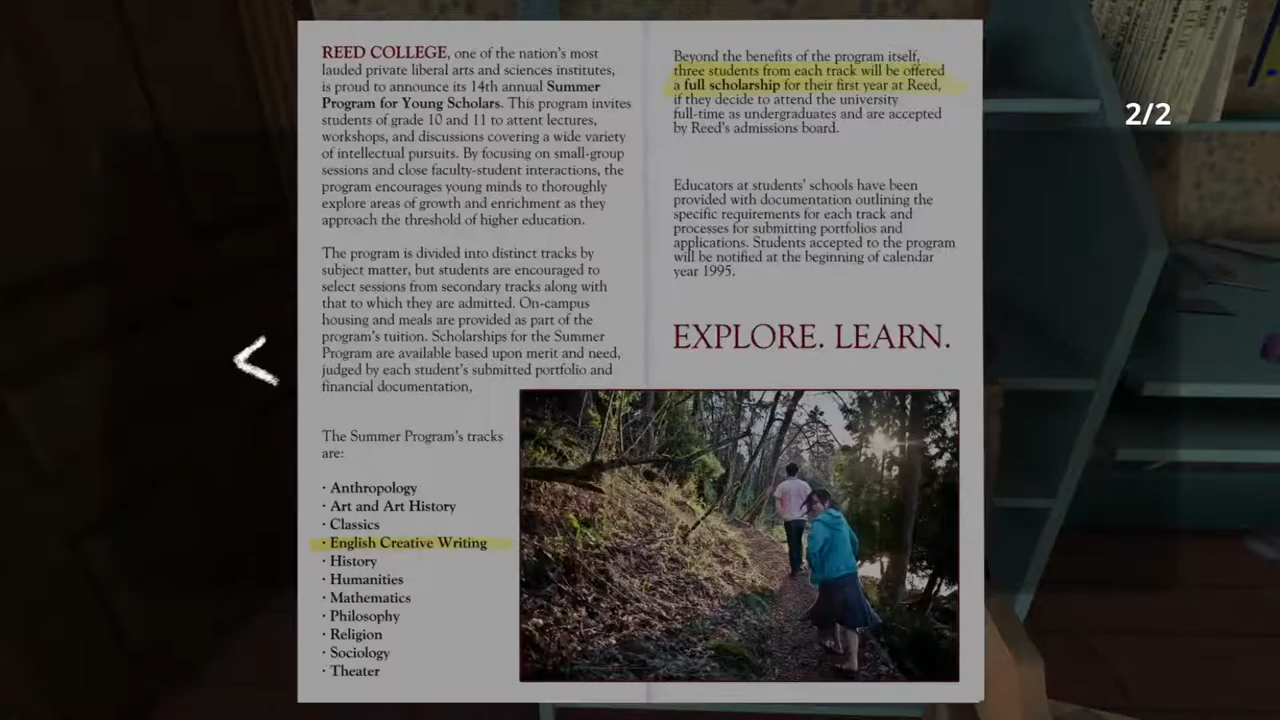 REED COLLEGE, one of the nation's most
lauded private liberal arts and sciences institutes,
is proud to announce its 14th annual Summer
Program for Young Scholars. This program invites
students of grade 10 and 11 to attent lectures,
workshops, and discussions covering a wide variety
of intellectual pursuits. By focusing on small-group
sessions and close faculty-student interactions, the
program encourages young minds to thoroughly
explore areas of growth and enrichment as they
approach the threshold of higher education.
The program is divided into distinct tracks by
subject matter, but students are encouraged to
select sessions from secondary tracks along with
that to which they are admitted. On-campus
housing and meals are provided as part of the
program's tuition. Scholarships for the Summer
Program are available based upon merit and need,
judged by each student's submitted portfolio and
financial documentation,
The Summer Program's tracks
are:
· Anthropology
· Art and Art History
· Classics
· English Creative Writing
· History
· Humanities
· Mathematics
· Philosophy
· Religion
· Sociology
· Theater
Beyond the benefits of the program itself,
three students from each track will be offered
a full scholarship for their first year at Reed,
if they decide to attend the university
full-time as undergraduates and are accepted
by Reed's admissions board.
Educators at students' schools have been
provided with documentation outlining the
specific requirements for each track and
processes for submitting portfolios and
applications. Students accepted to the program
will be notified at the beginning of calendar
year 1995.
EXPLORE. LEARN.
2/2